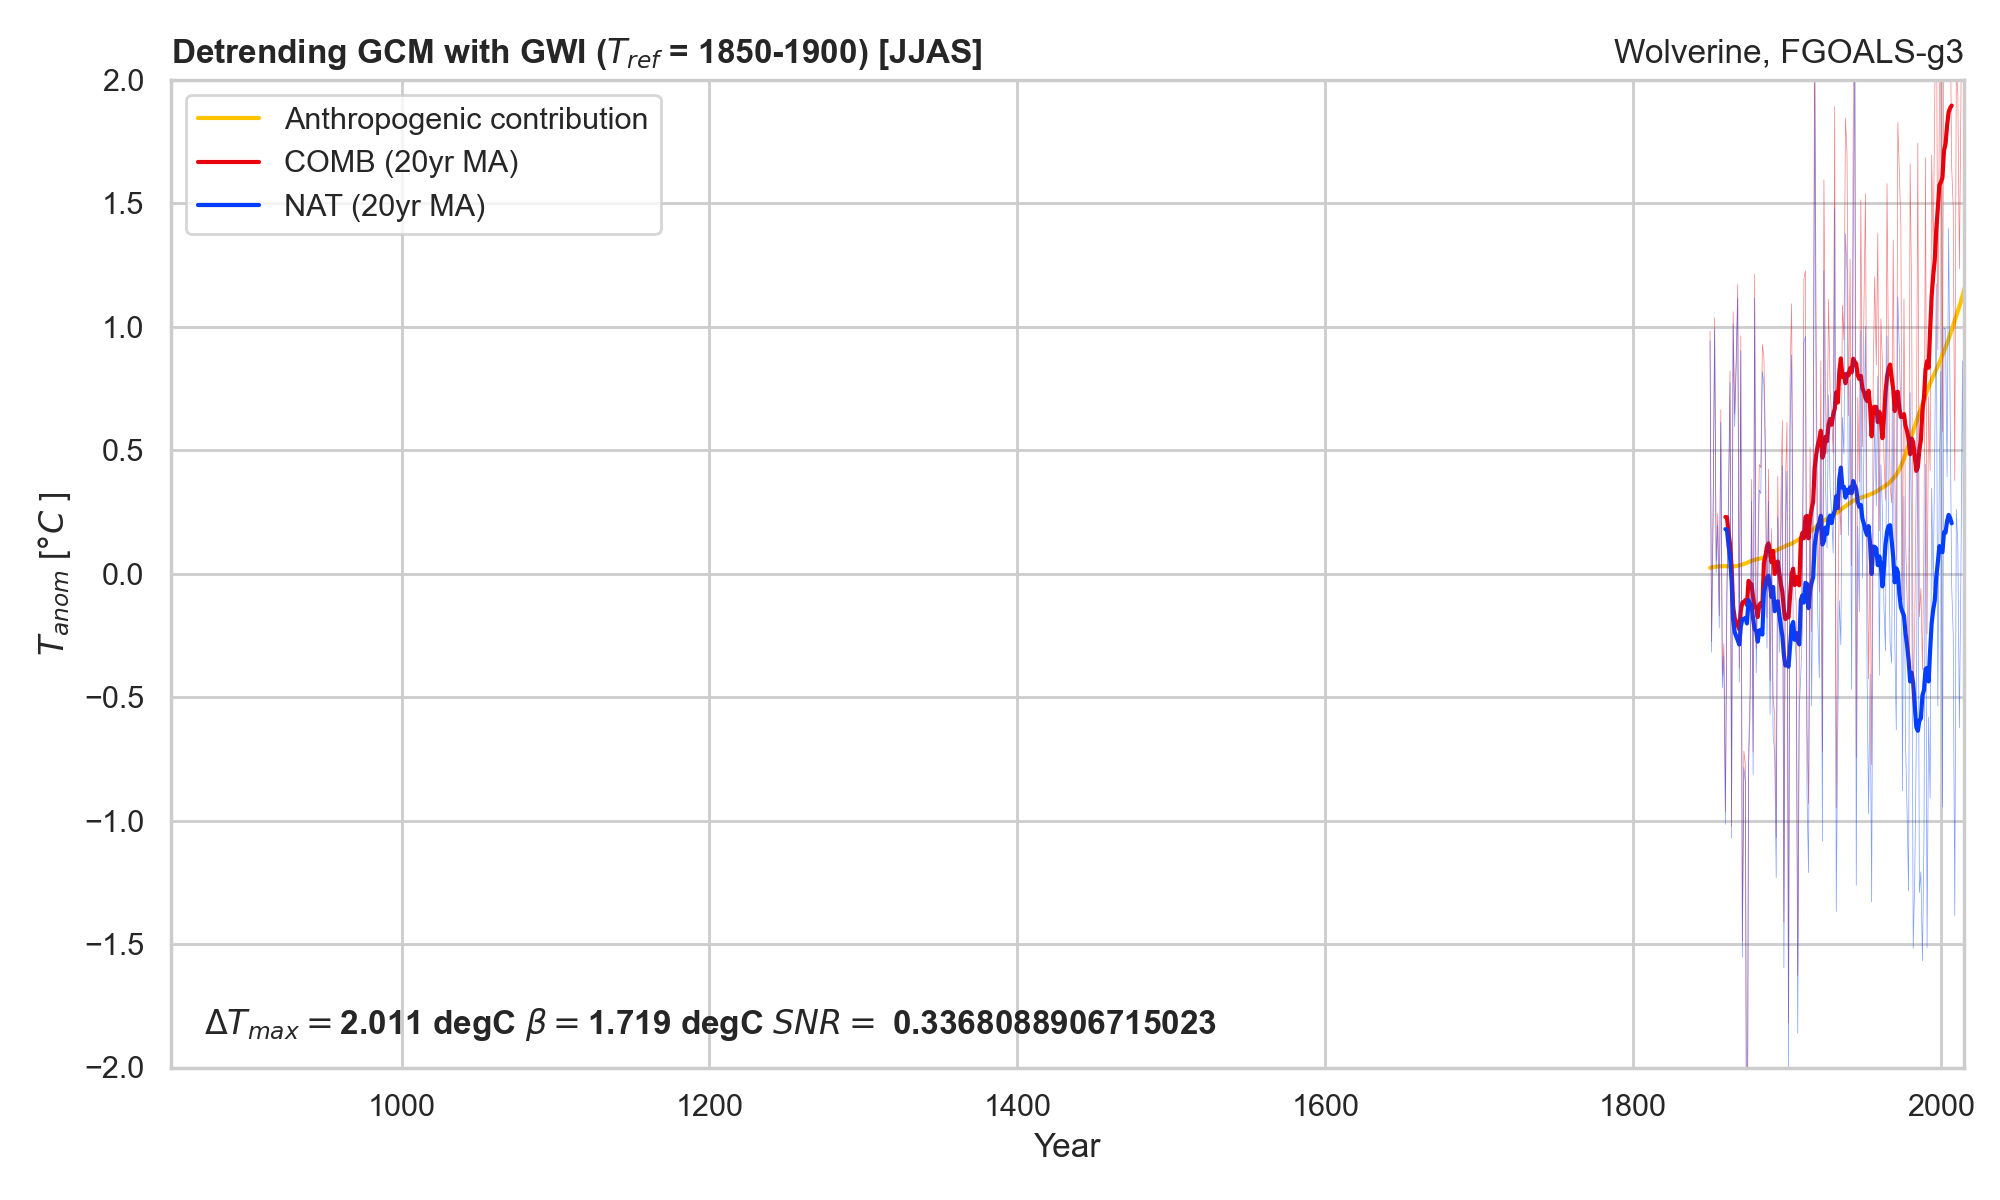 Detrending GCM with GWI (T_ref = 1850-1900) [JJAS]
Wolverine, FGOALS-g3
Anthropogenic contribution
COMB (20yr MA)
NAT (20yr MA)
2.0
1.5
1.0
0.5
0.0
−0.5
−1.0
−1.5
−2.0
T_anom [°C ]
ΔT_max = 2.011 degC β = 1.719 degC SNR = 0.3368088906715023
1000 1200 1400 1600 1800 2000
Year